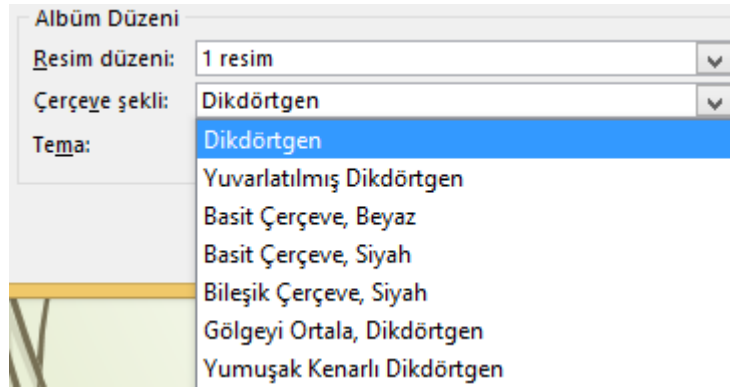 Albüm Düzeni
Resim düzeni: 1 resim
Çerçeve şekli: Dikdörtgen
Tema:
Dikdörtgen
Yuvarlatılmış Dikdörtgen
Basit Çerçeve, Beyaz
Basit Çerçeve, Siyah
Bileşik Çerçeve, Siyah
Gölgeyi Ortala, Dikdörtgen
Yumuşak Kenarlı Dikdörtgen